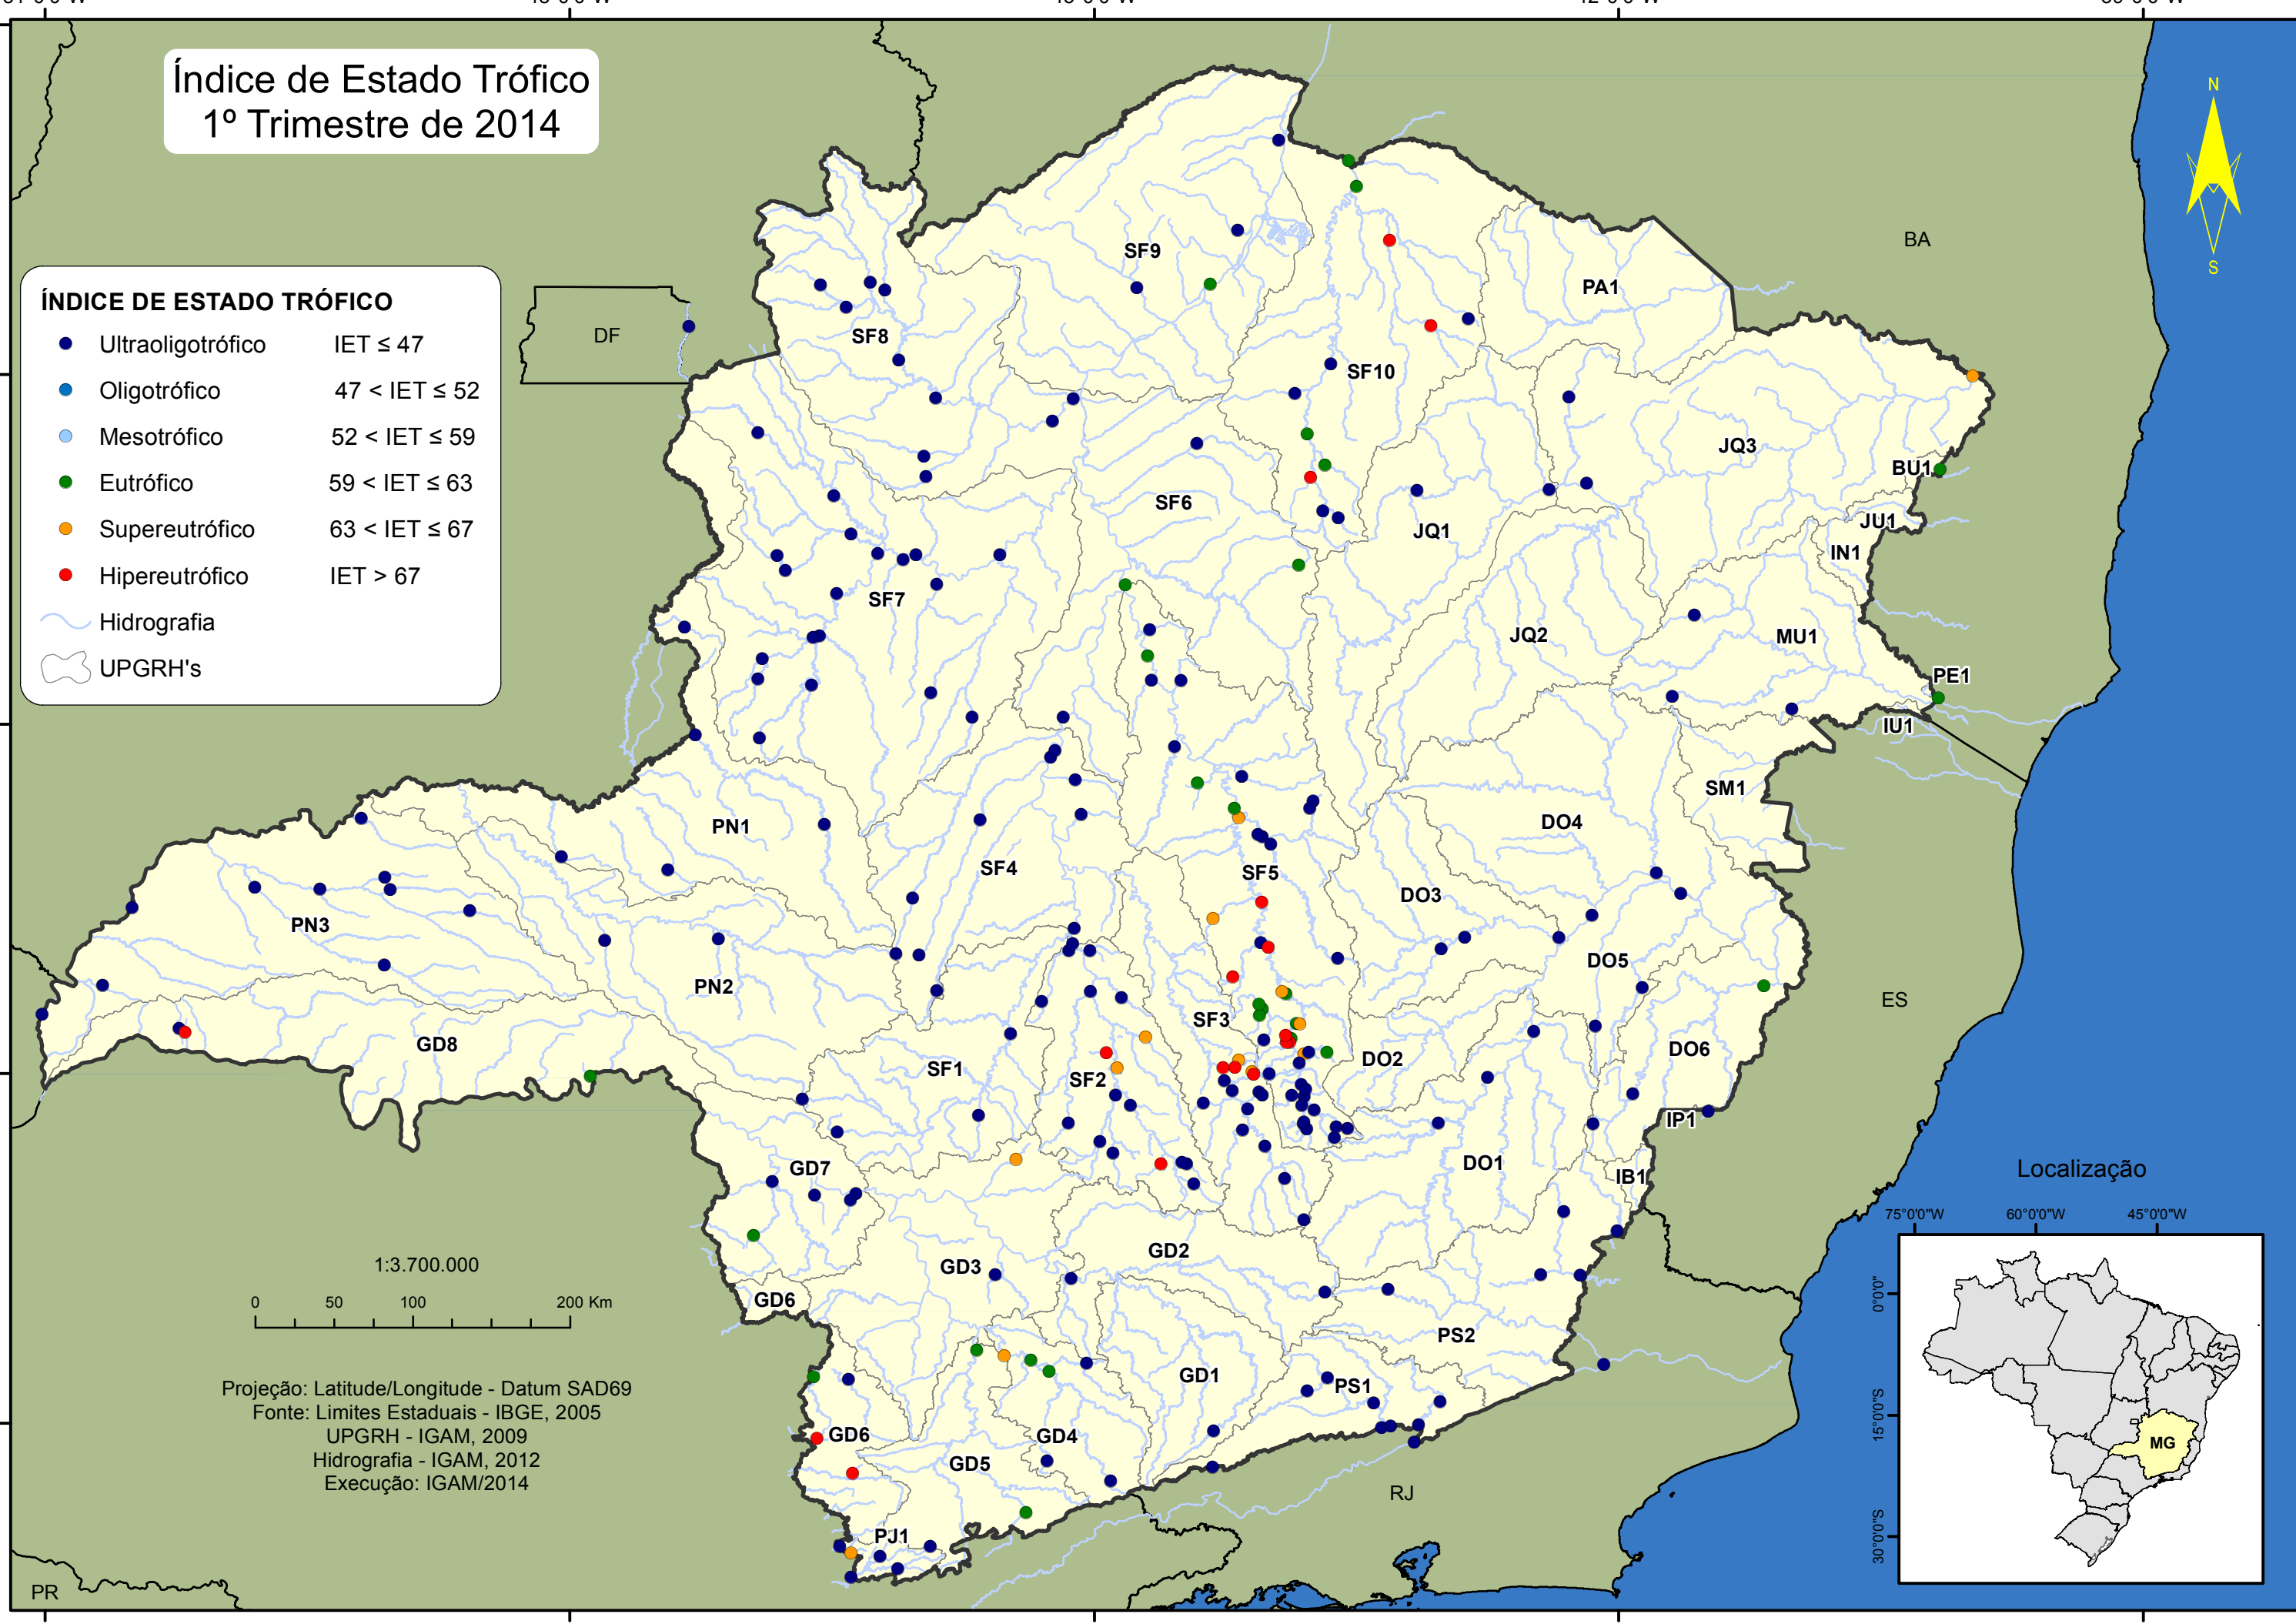 Índice de Estado Trófico
1º Trimestre de 2014
N
S
BA
ÍNDICE DE ESTADO TRÓFICO
Ultraoligotrófico IET ≤ 47
Oligotrófico 47 < IET ≤ 52
Mesotrófico 52 < IET ≤ 59
Eutrófico 59 < IET ≤ 63
Supereutrófico 63 < IET ≤ 67
Hipereutrófico IET > 67
Hidrografia
UPGRH's
DF
SF9
PA1
SF8
SF10
JQ3
BU1
SF6
JU1
JQ1
IN1
SF7
JQ2
MU1
PE1
IU1
SM1
PN1
DO4
SF4
SF5
DO3
PN3
DO5
PN2
ES
SF3
GD8
DO6
DO2
SF1
SF2
IP1
DO1
GD7
IB1
GD2
GD3
GD6
PS2
GD1
PS1
GD6
GD4
GD5
RJ
PJ1
PR
1:3.700.000
0 50 100 200 Km
Projeção: Latitude/Longitude - Datum SAD69
Fonte: Limites Estaduais - IBGE, 2005
UPGRH - IGAM, 2009
Hidrografia - IGAM, 2012
Execução: IGAM/2014
Localização
75°0'0"W 60°0'0"W 45°0'0"W
0°0'0"
15°0'0"S
30°0'0"S
MG